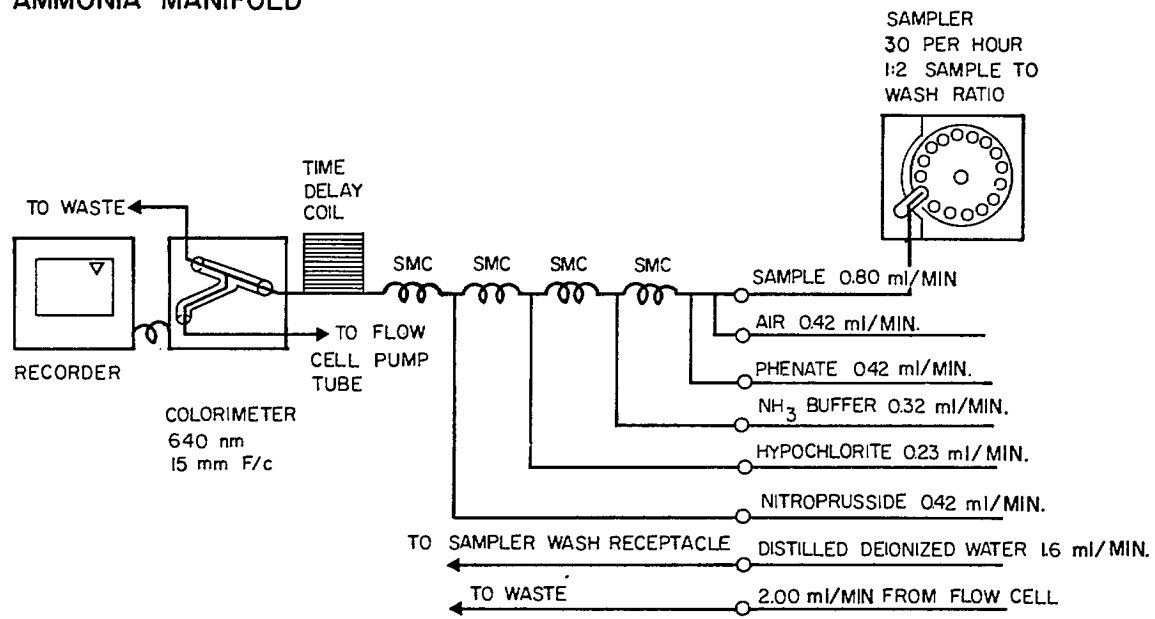 AMMONIA MANIFOLD
SAMPLER
30 PER HOUR
1:2 SAMPLE TO
WASH RATIO
TIME
DELAY
COIL
TO WASTE
SMC
SMC
SMC
SMC
SAMPLE 0.80 ml/MIN
AIR 0.42 ml/MIN.
TO FLOW
CELL PUMP
TUBE
PHENATE 0.42 ml/MIN.
RECORDER
NH3 BUFFER 0.32 ml/MIN.
COLORIMETER
640 nm
15 mm F/c
HYPOCHLORITE 0.23 ml/MIN.
NITROPRUSSIDE 0.42 ml/MIN.
TO SAMPLER WASH RECEPTACLE
DISTILLED DEIONIZED WATER 1.6 ml/MIN.
TO WASTE
2.00 ml/MIN FROM FLOW CELL